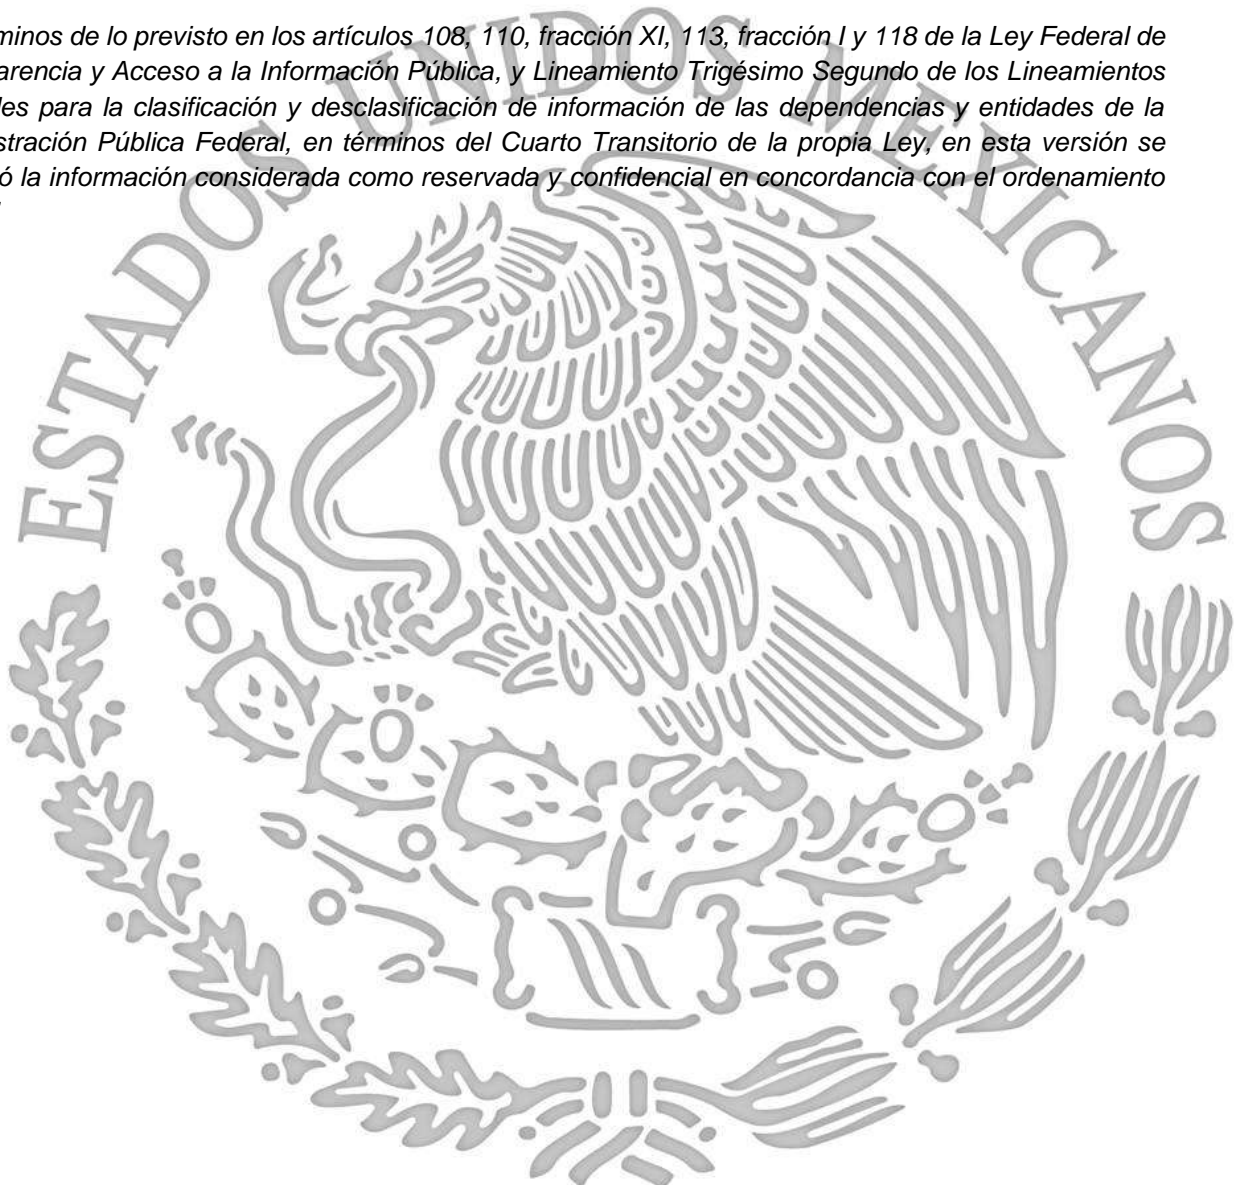 minos de lo previsto en los artículos 108, 110, fracción XI, 113, fracción I y 118 de la Ley Federal de
arencia y Acceso a la Información Pública, y Lineamiento Trigésimo Segundo de los Lineamientos
les para la clasificación y desclasificación de información de las dependencias y entidades de la
stración Pública Federal, en términos del Cuarto Transitorio de la propia Ley, en esta versión se
ó la información considerada como reservada y confidencial en concordancia con el ordenamiento
ESTADOS UNIDOS MEXICANOS